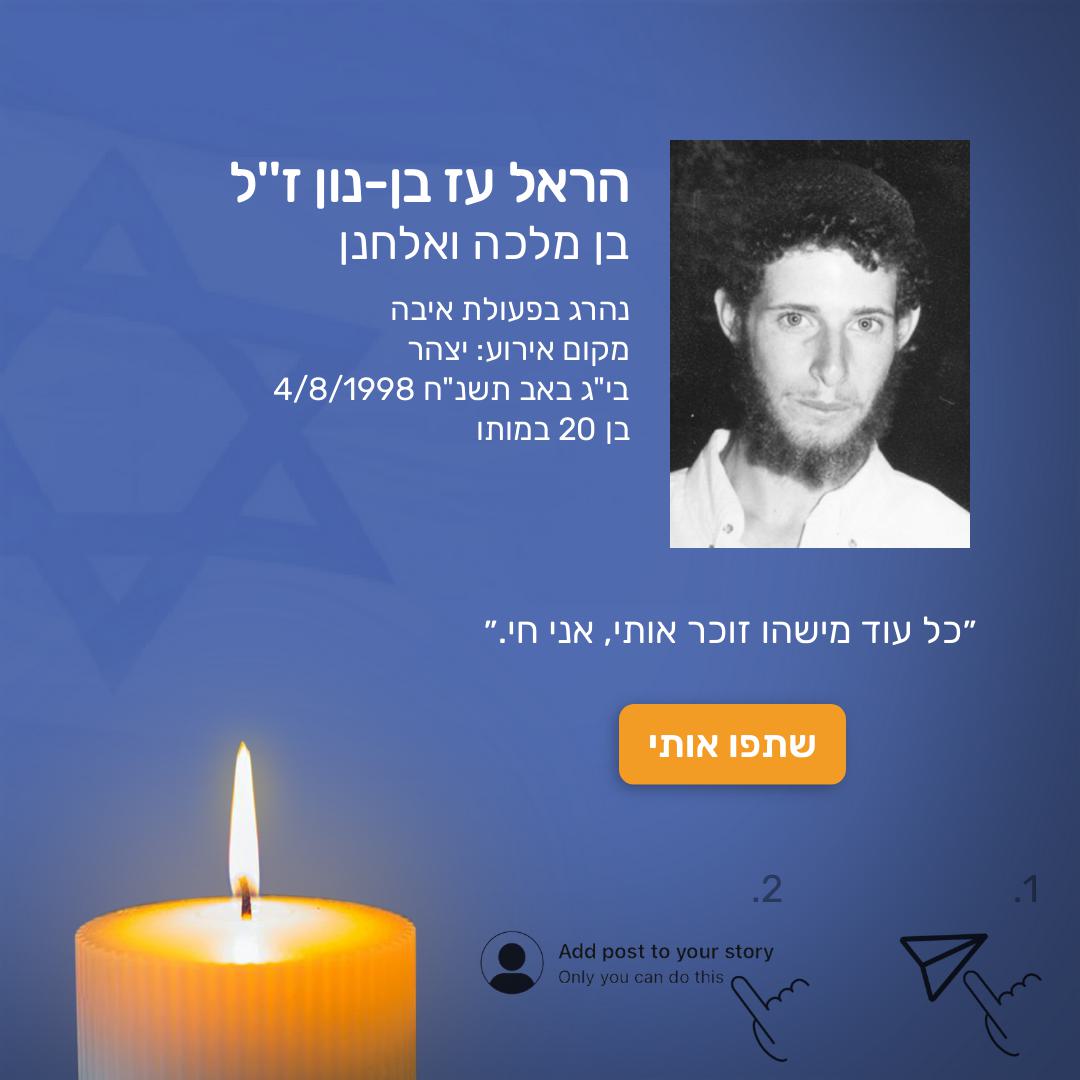 הראל עז בן-נון ז"ל
בן מלכה ואלחנן
נהרג בפעולת איבה
מקום אירוע: יצהר
בי"ג באב תשנ"ח 4/8/1998
בן 20 במותו
״כל עוד מישהו זוכר אותי, אני חי.״
שתפו אותי
1.
2.
Add post to your story
Only you can do this